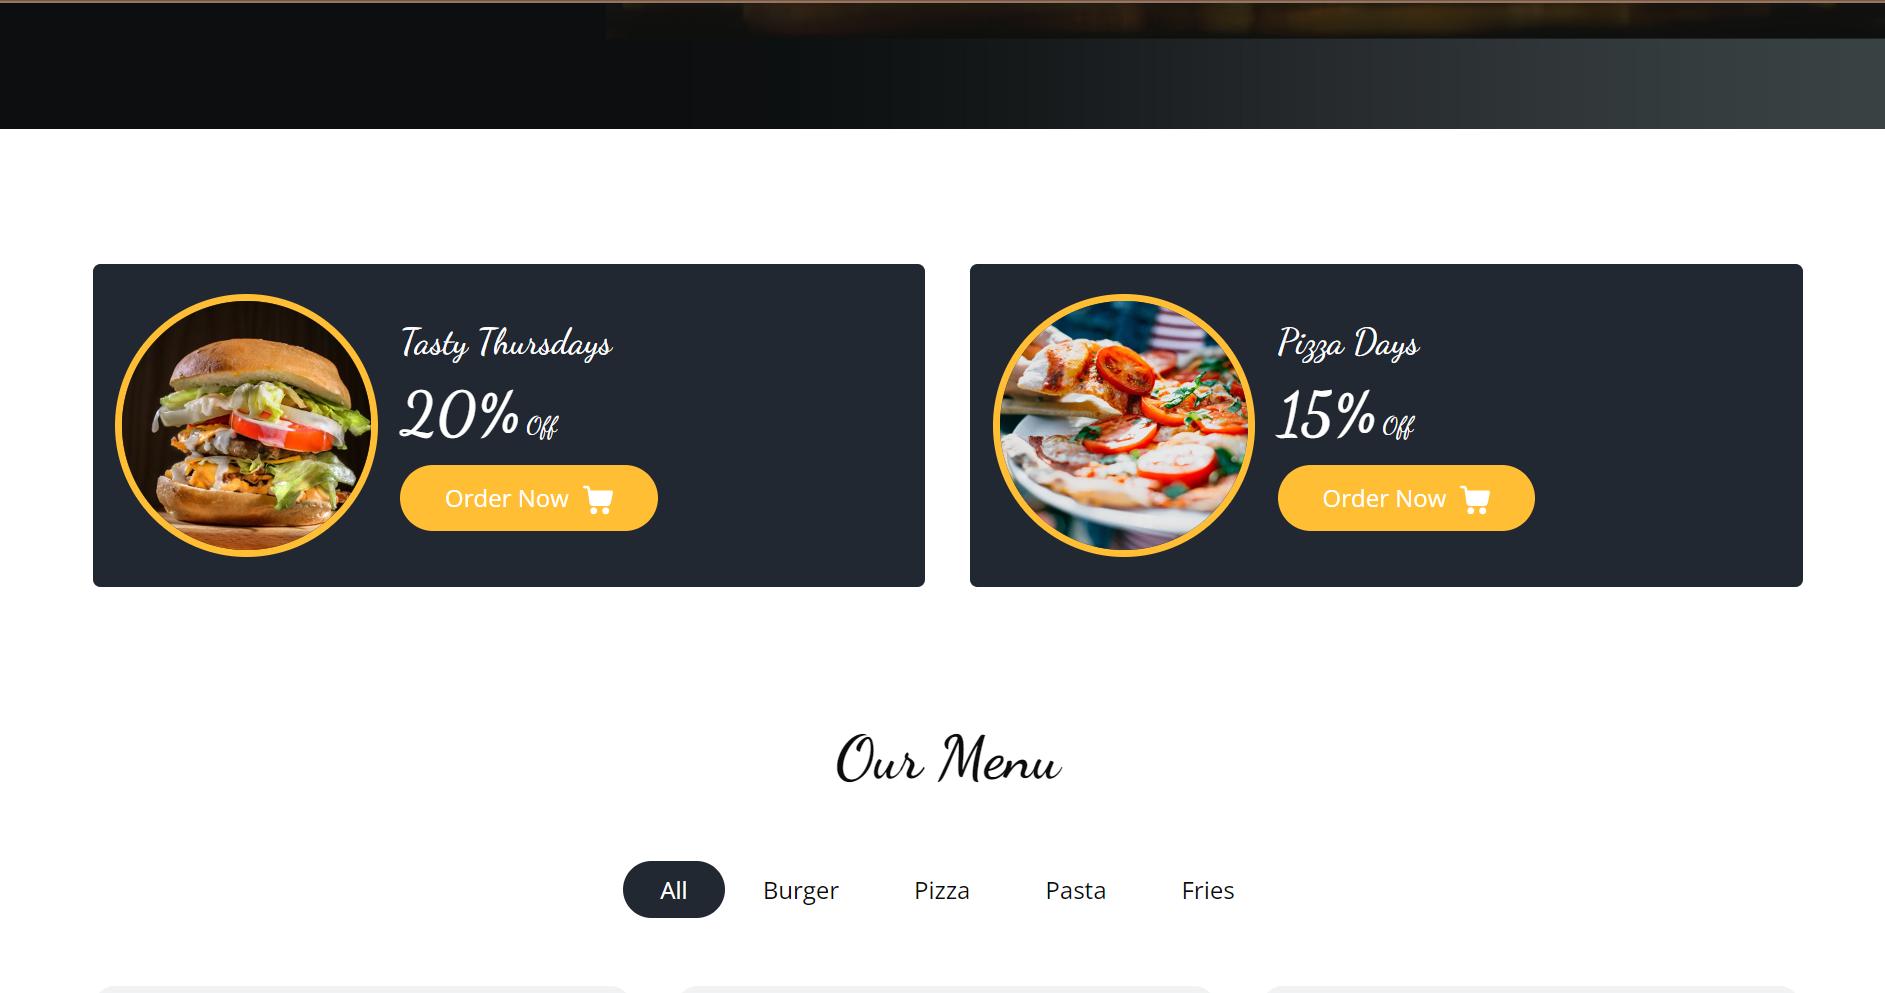 Tasty Thursdays
20% Off
Order Now
Pizza Days
15% Off
Order Now
Our Menu
All Burger Pizza Pasta Fries